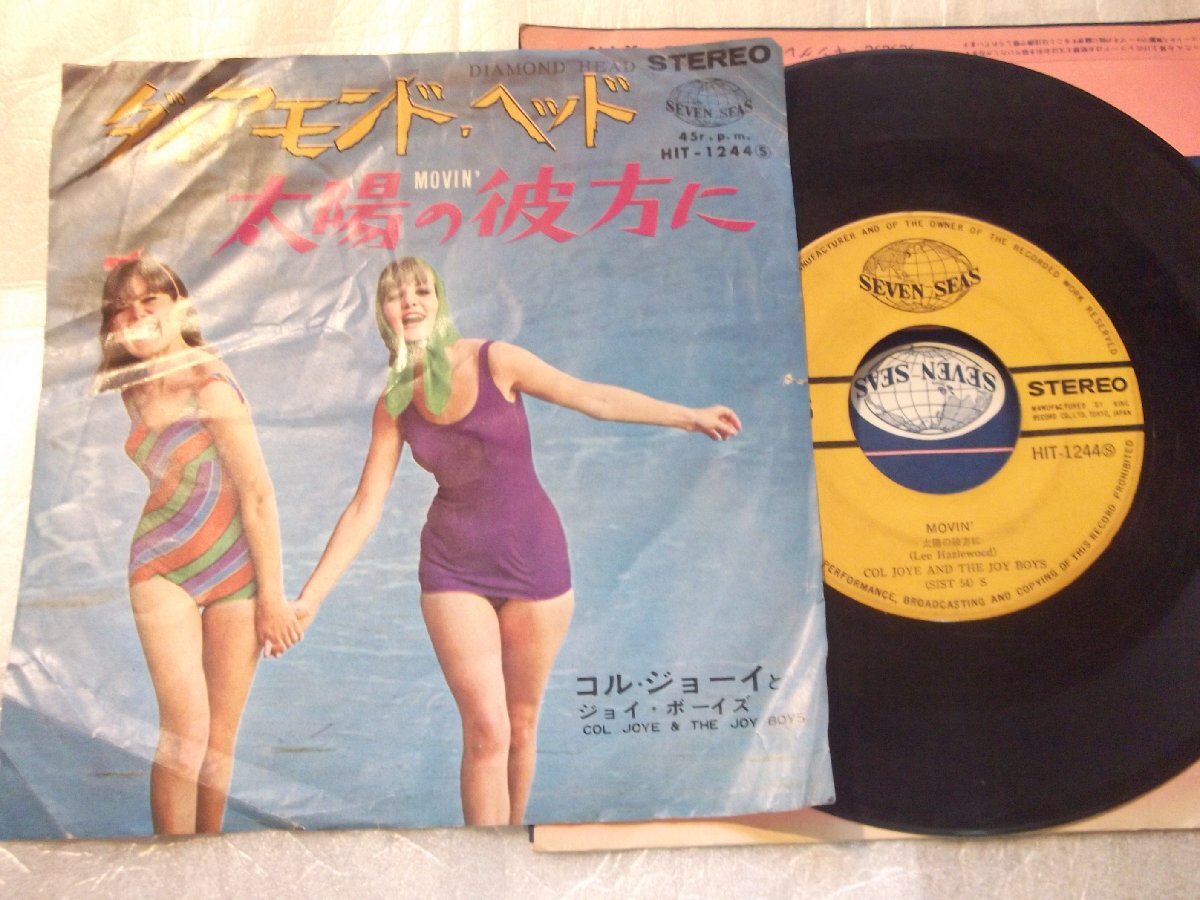 DIAMOND HEAD STEREO
ダイアモンド・ヘッド
SEVEN SEAS
45r.p.m.
HIT-1244Ⓢ
MOVIN'
太陽の彼方に
コル・ジョーイと
ジョイ・ボーイズ
COL JOYE & THE JOY BOYS
MANUFACTURER AND OF THE OWNER OF THE RECORDED WORK RESERVED
SEVEN SEAS
SEVEN SEAS
STEREO
MANUFACTURED BY KING
RECORD CO., LTD. TOKYO, JAPAN
HIT-1244Ⓢ
MOVIN'
太陽の彼方に
(Lee Hazlewood)
COL JOYE AND THE JOY BOYS
(SIST 54) S
PERFORMANCE, BROADCASTING AND COPYING OF THIS RECORD PROHIBITED